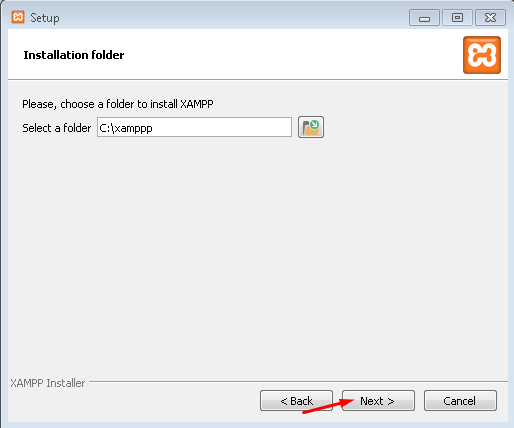 Setup
Installation folder
Please, choose a folder to install XAMPP
Select a folder C:\xamppp
XAMPP Installer
< Back Next > Cancel